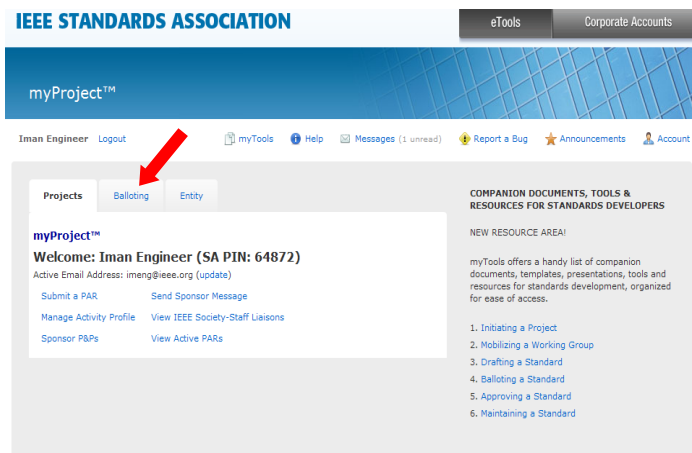 IEEE STANDARDS ASSOCIATION
eTools
Corporate Accounts
myProject™
Iman Engineer Logout
myTools
Help
Messages (1 unread)
Report a Bug
Announcements
Account
Projects
Balloting
Entity
myProject™
Welcome: Iman Engineer (SA PIN: 64872)
Active Email Address: imeng@ieee.org (update)
Submit a PAR
Send Sponsor Message
Manage Activity Profile
View IEEE Society-Staff Liaisons
Sponsor P&Ps
View Active PARs
COMPANION DOCUMENTS, TOOLS &
RESOURCES FOR STANDARDS DEVELOPERS
NEW RESOURCE AREA!
myTools offers a handy list of companion
documents, templates, presentations, tools and
resources for standards development, organized
for ease of access.
1. Initiating a Project
2. Mobilizing a Working Group
3. Drafting a Standard
4. Balloting a Standard
5. Approving a Standard
6. Maintaining a Standard